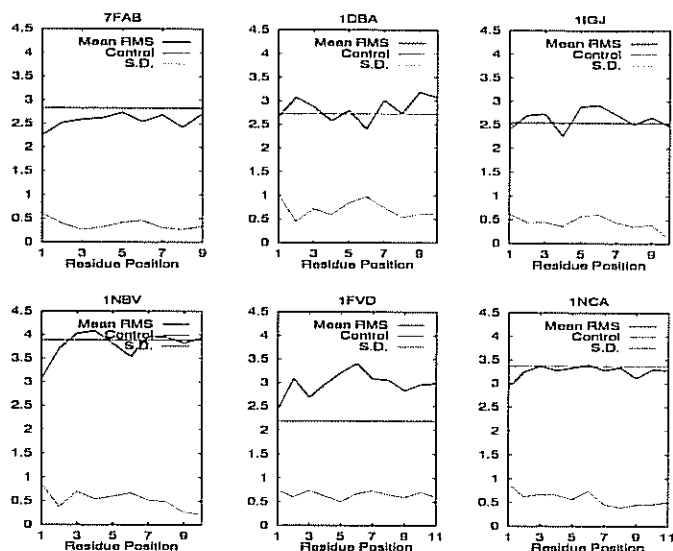 7FAB
4.5
Mean RMS
4
Control
3.5
S.D.
3
2.5
2
1.5
1
0.5
0
1 3 5 7 9
Residue Position
1DBA
4.5
Mean RMS
4
Control
3.5
S.D.
3
2.5
2
1.5
1
0.5
0
1 3 5 7 9
Residue Position
1IGJ
4.5
Mean RMS
4
Control
3.5
S.D.
3
2.5
2
1.5
1
0.5
0
1 3 5 7 9
Residue Position
1NBV
4.5
Mean RMS
4
Control
3.5
S.D.
3
2.5
2
1.5
1
0.5
0
1 3 5 7 9
Residue Position
1FVD
4.5
Mean RMS
4
Control
3.5
S.D.
3
2.5
2
1.5
1
0.5
0
1 3 5 7 9 11
Residue Position
1NCA
4.5
Mean RMS
4
Control
3.5
S.D.
3
2.5
2
1.5
1
0.5
0
1 3 5 7 9 11
Residue Position